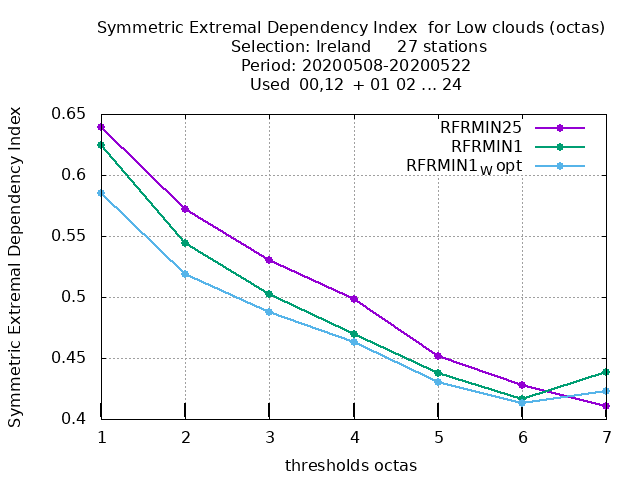 Symmetric Extremal Dependency Index for Low clouds (octas)
Selection: Ireland 27 stations
Period: 20200508-20200522
Used 00,12 + 01 02 ... 24
Symmetric Extremal Dependency Index
0.65
0.6
0.55
0.5
0.45
0.4
RFRMIN25
RFRMIN1
RFRMIN1W opt
1 2 3 4 5 6 7
thresholds octas